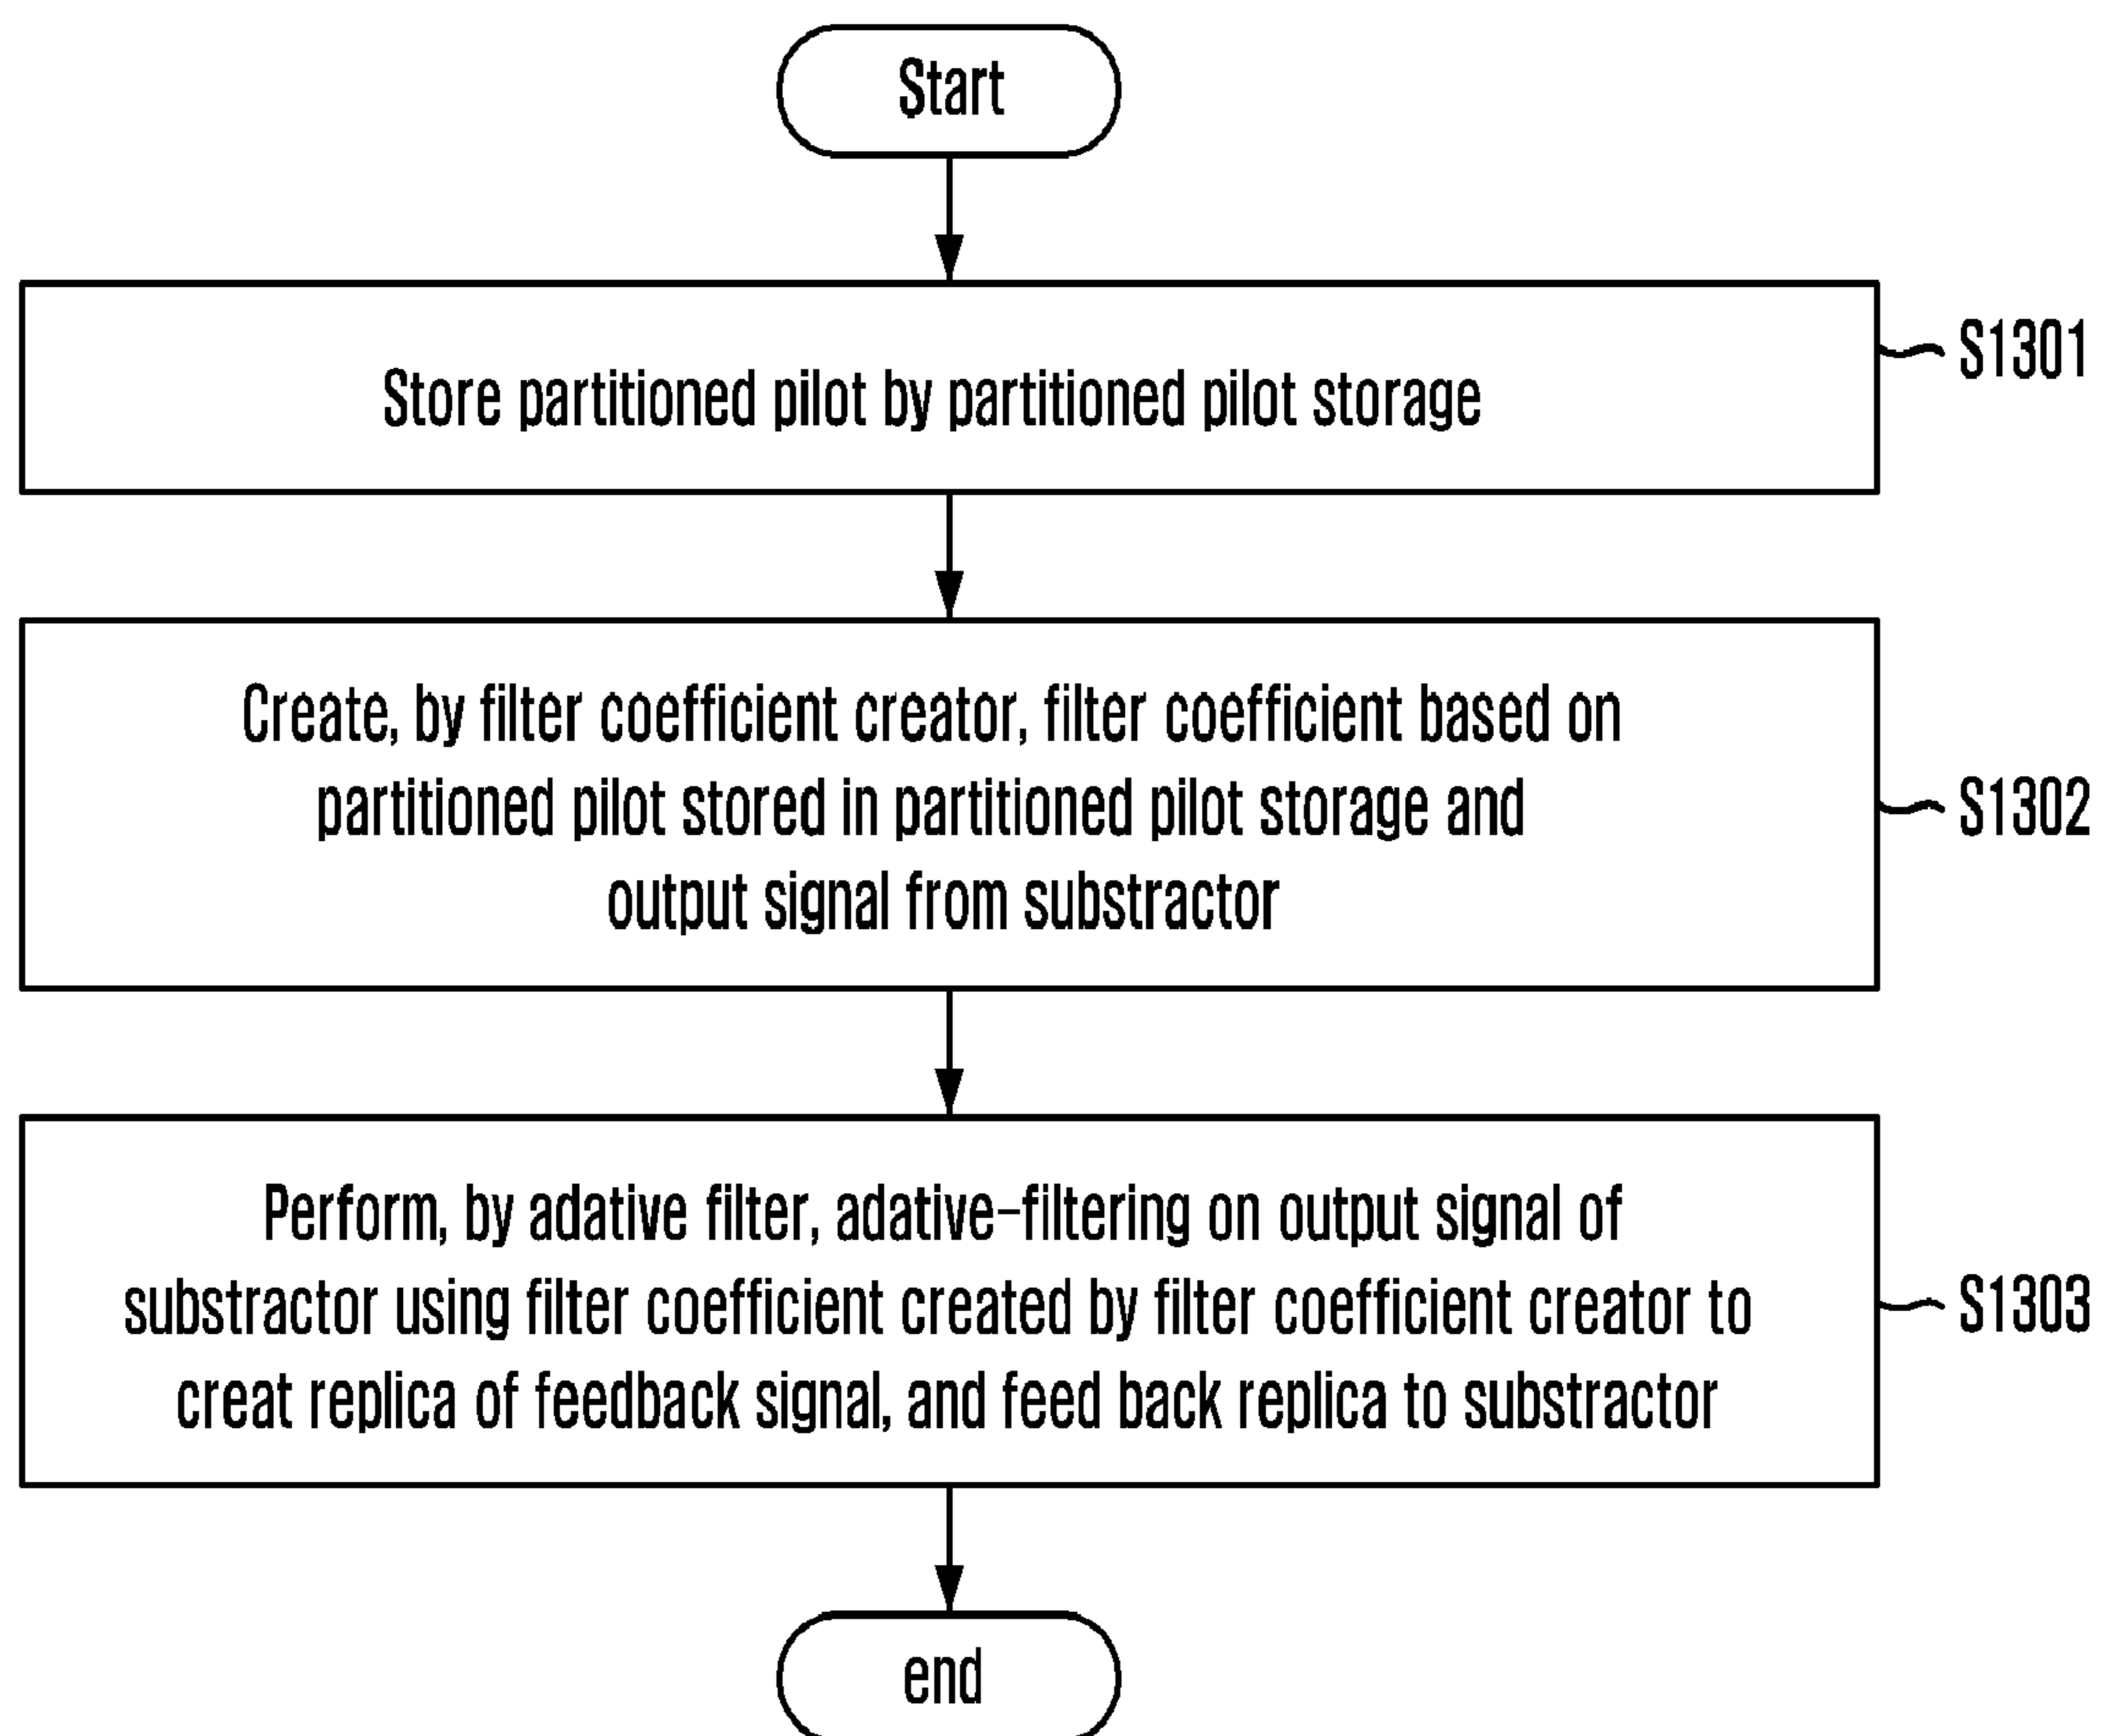 Start
Store partitioned pilot by partitioned pilot storage
S1301
Create, by filter coefficient creator, filter coefficient based on
partitioned pilot stored in partitioned pilot storage and
output signal from substractor
S1302
Perform, by adative filter, adative–filtering on output signal of
substractor using filter coefficient created by filter coefficient creator to
creat replica of feedback signal, and feed back replica to substractor
S1303
end